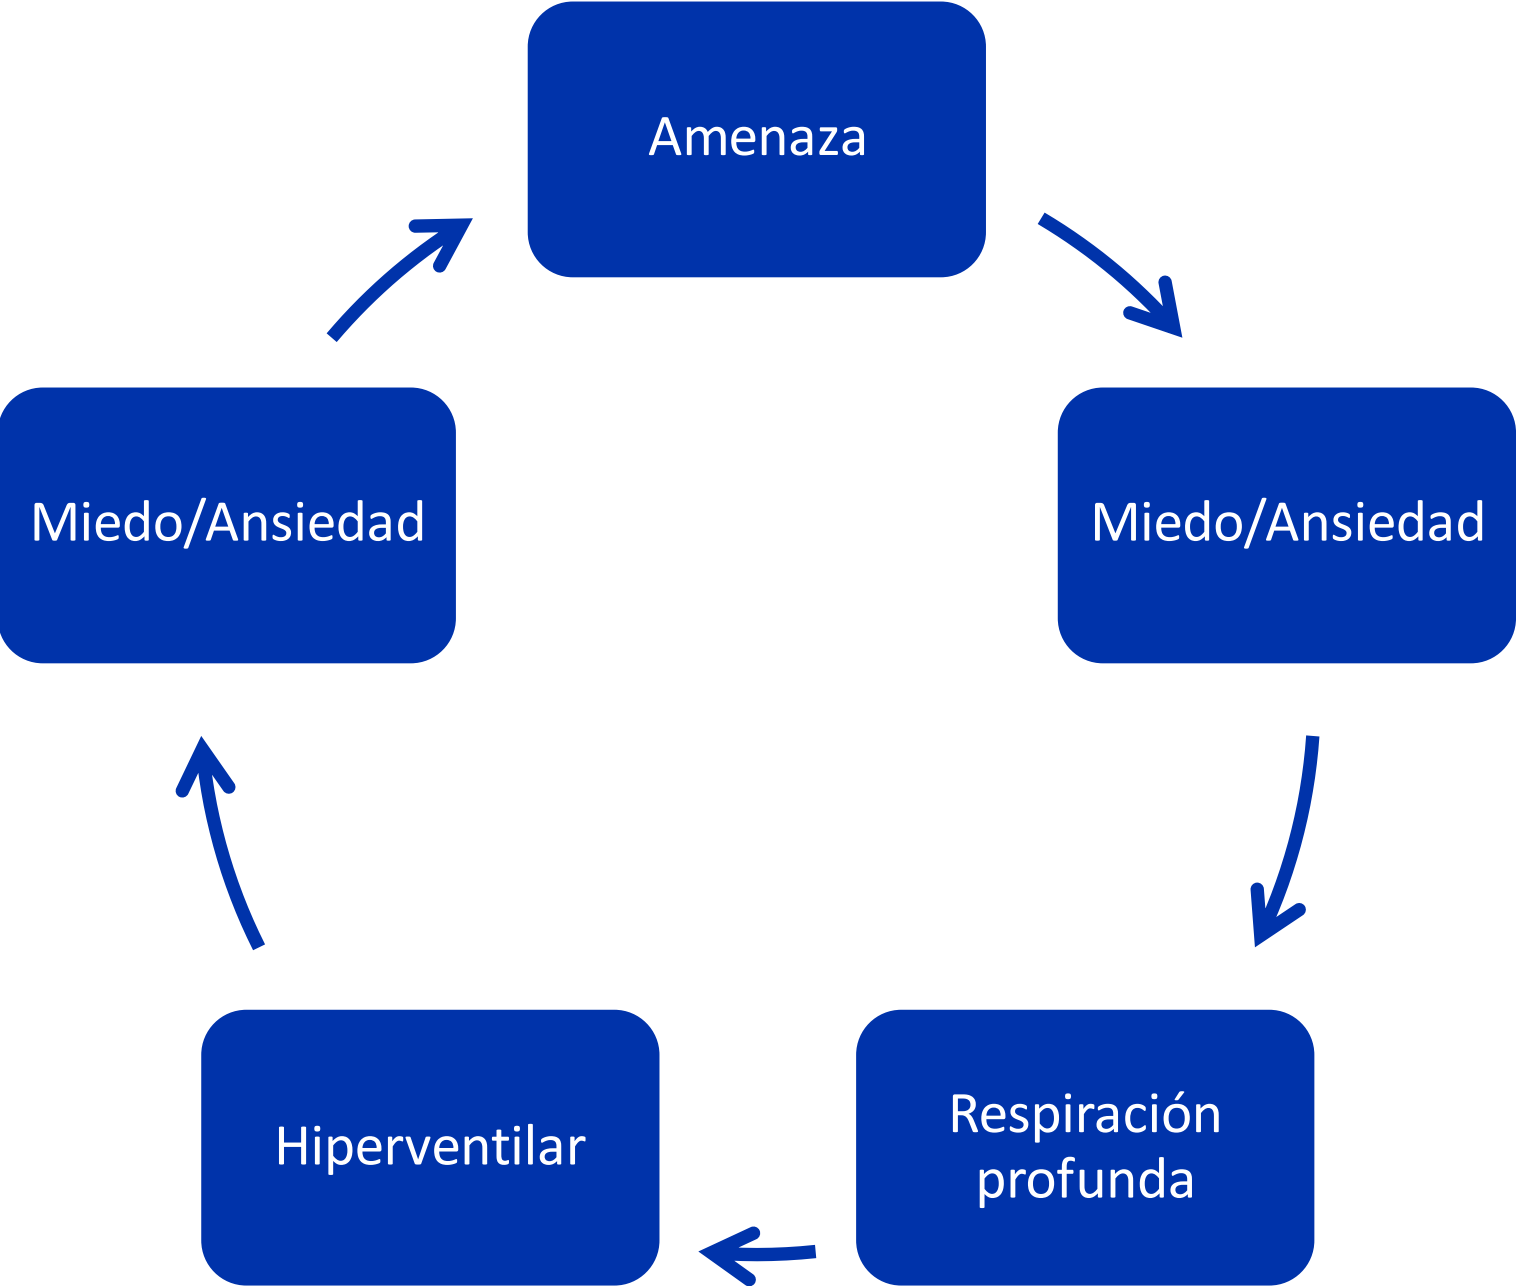 Amenaza
Miedo/Ansiedad
Miedo/Ansiedad
Respiración
profunda
Hiperventilar